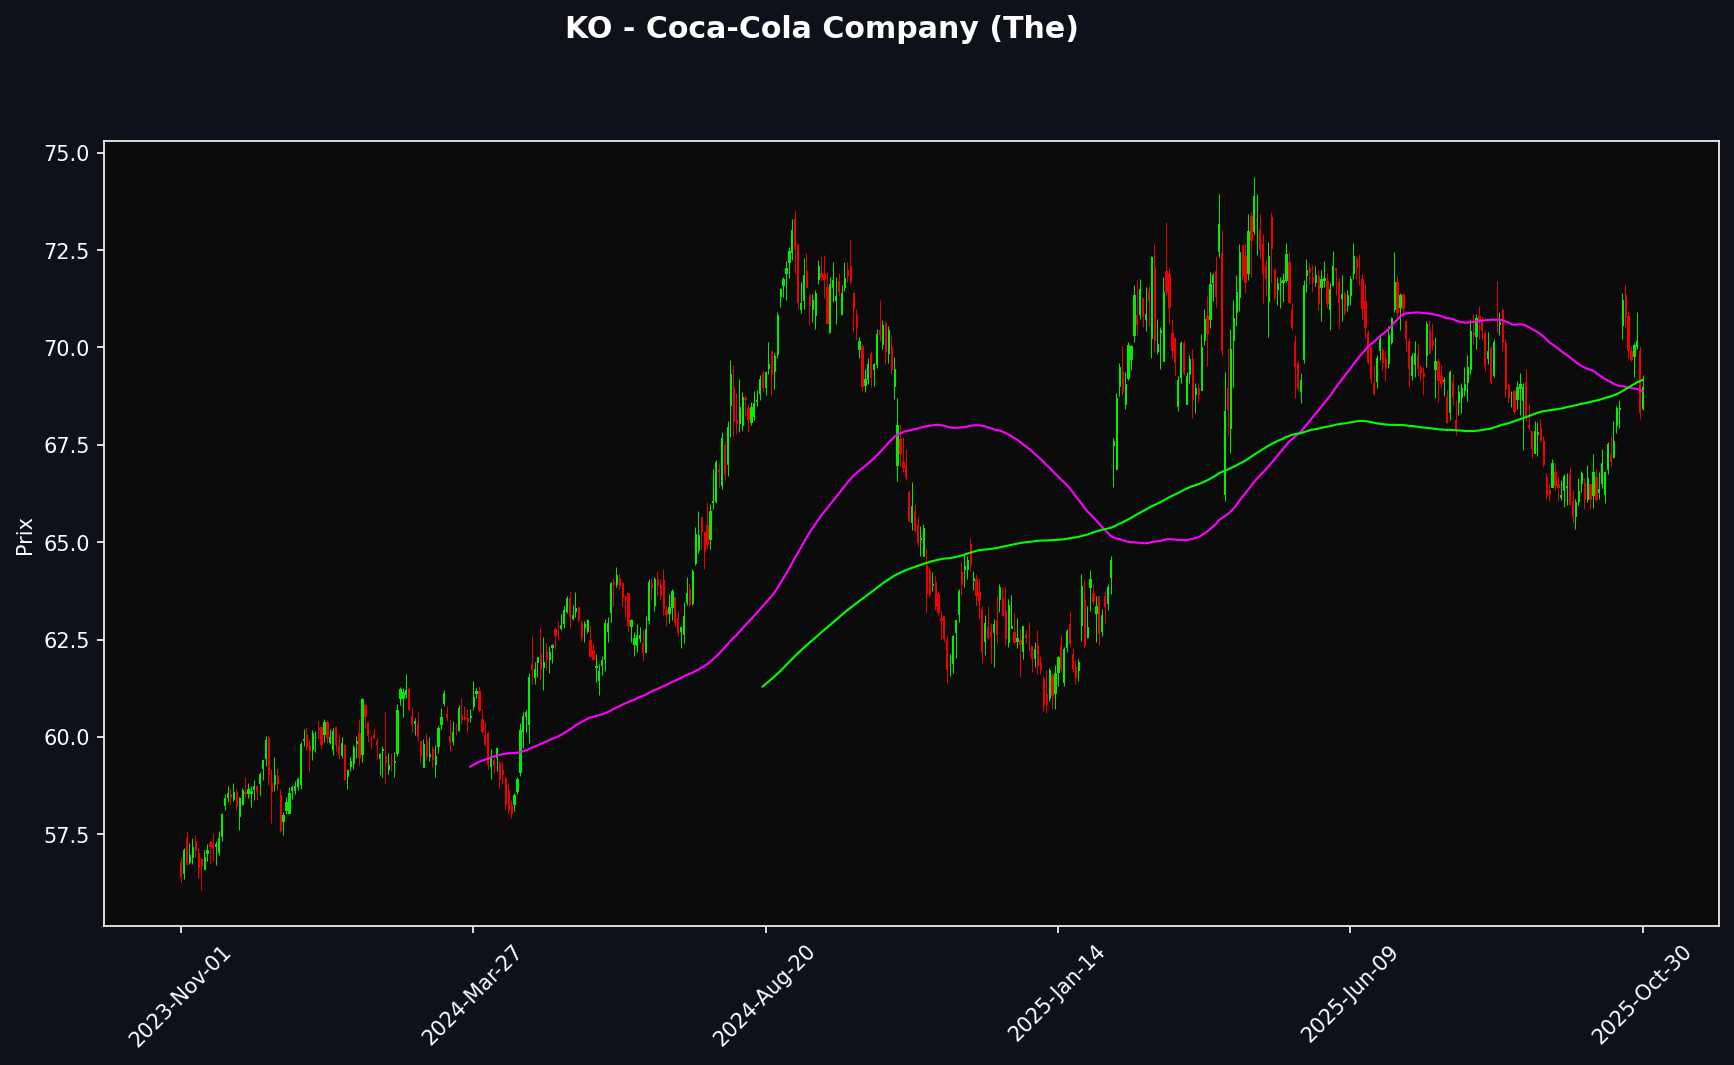 KO - Coca-Cola Company (The)
75.0
72.5
70.0
67.5
65.0
62.5
60.0
57.5
Prix
2023-Nov-01
2024-Mar-27
2024-Aug-20
2025-Jan-14
2025-Jun-09
2025-Oct-30